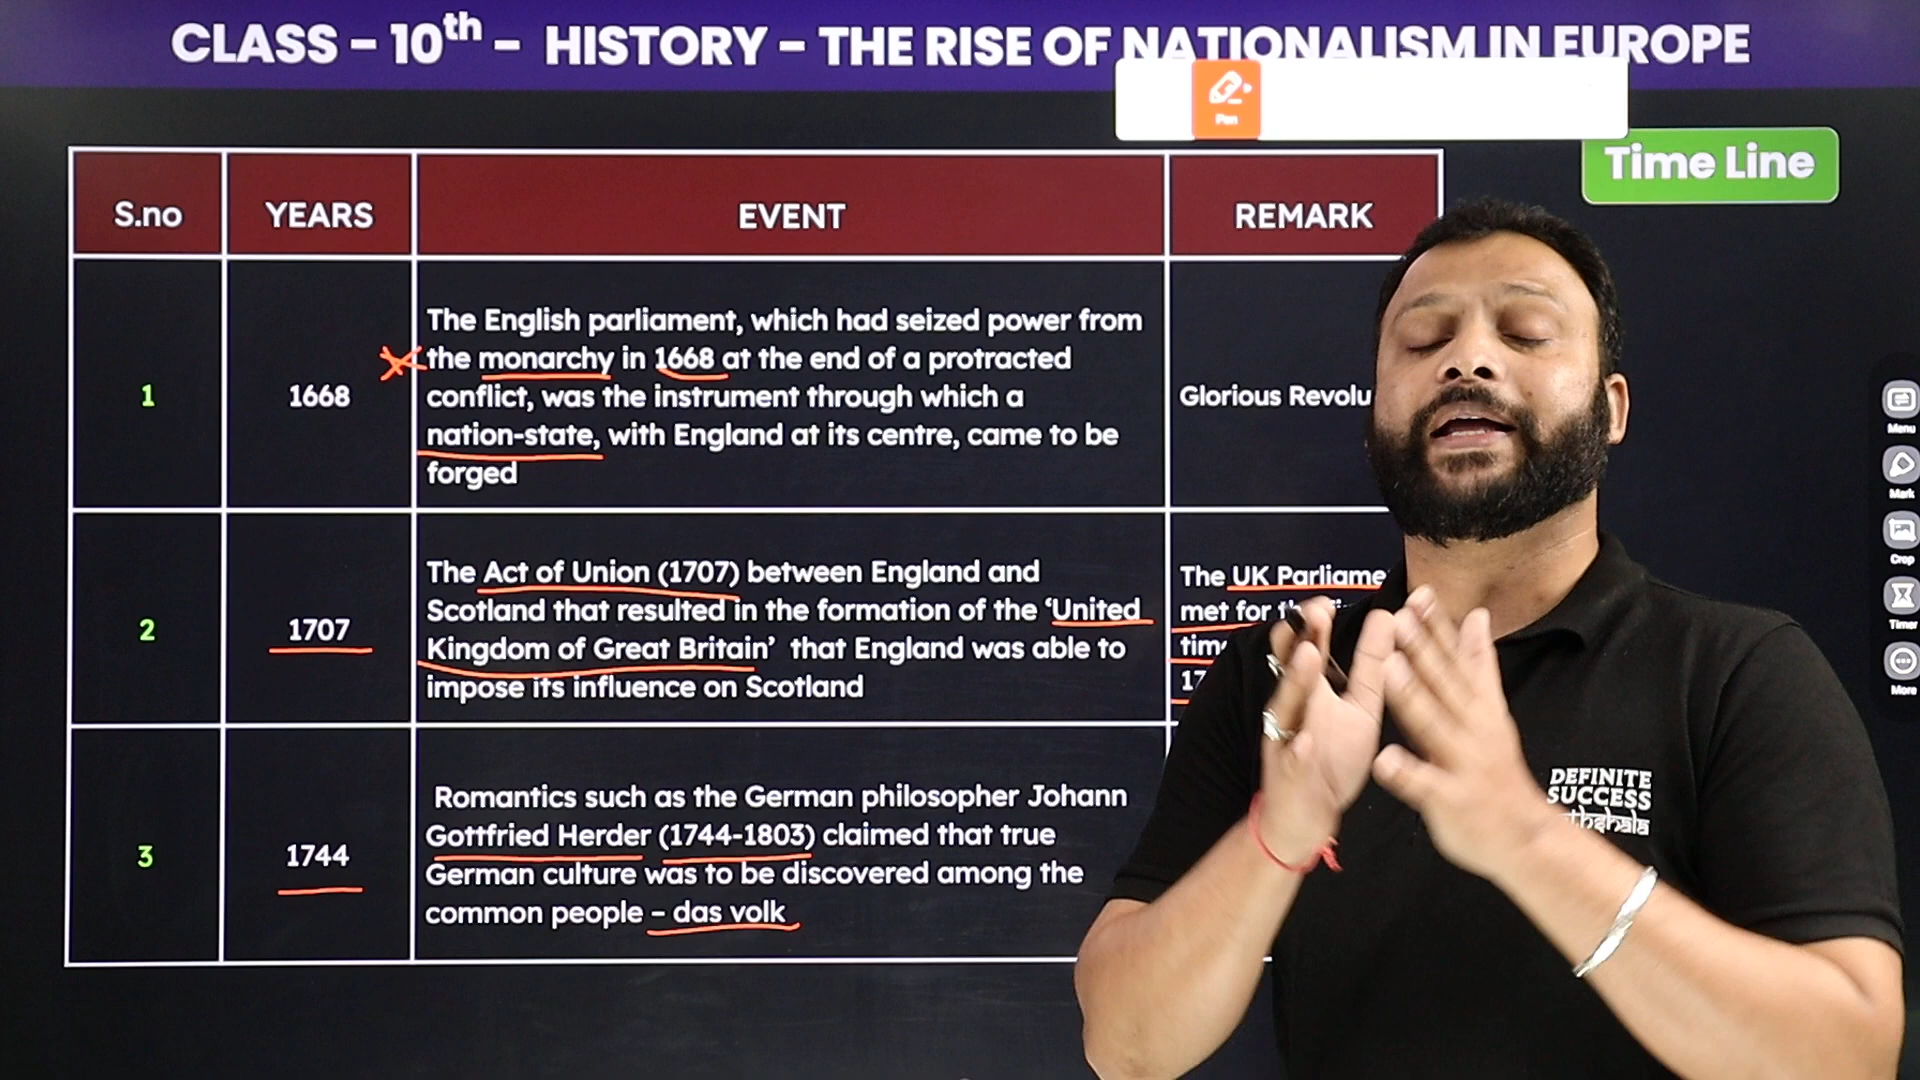 CLASS – 10th – HISTORY – THE RISE OF NATIONALISM IN EUROPE
Pen
Time Line
S.no
YEARS
EVENT
REMARK
1
1668
The English parliament, which had seized power from
the monarchy in 1668 at the end of a protracted
conflict, was the instrument through which a
nation-state, with England at its centre, came to be
forged
Glorious Revolu
2
1707
The Act of Union (1707) between England and
Scotland that resulted in the formation of the ‘United
Kingdom of Great Britain’ that England was able to
impose its influence on Scotland
The UK Parliame
met for
time
17
3
1744
Romantics such as the German philosopher Johann
Gottfried Herder (1744-1803) claimed that true
German culture was to be discovered among the
common people – das volk
Menu
Mark
Crop
Timer
More
DEFINITE
SUCCESS